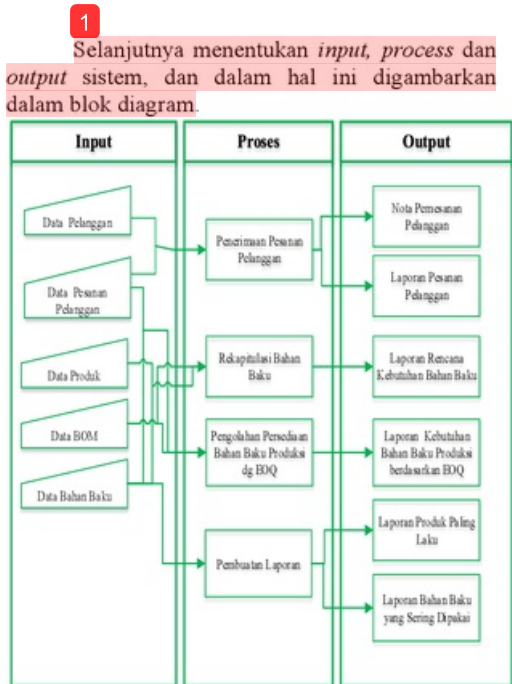 1
Selanjutnya menentukan input, process dan
output sistem, dan dalam hal ini digambarkan
dalam blok diagram.
Input
Proses
Output
Data Pelanggan
Data Pesanan
Pelanggan
Data Produk
Data BOM
Data Bahan Baku
Penerimaan Pesanan
Pelanggan
Rekapitulasi Bahan
Baku
Pengolahan Persediaan
Bahan Baku Produksi
dg EOQ
Pembuatan Laporan
Nota Pemesanan
Pelanggan
Laporan Pesanan
Pelanggan
Laporan Rencana
Kebutuhan Bahan Baku
Laporan Kebutuhan
Bahan Baku Produksi
berdasarkan EOQ
Laporan Produk Paling
Laku
Laporan Bahan Baku
yang Sering Dipakai